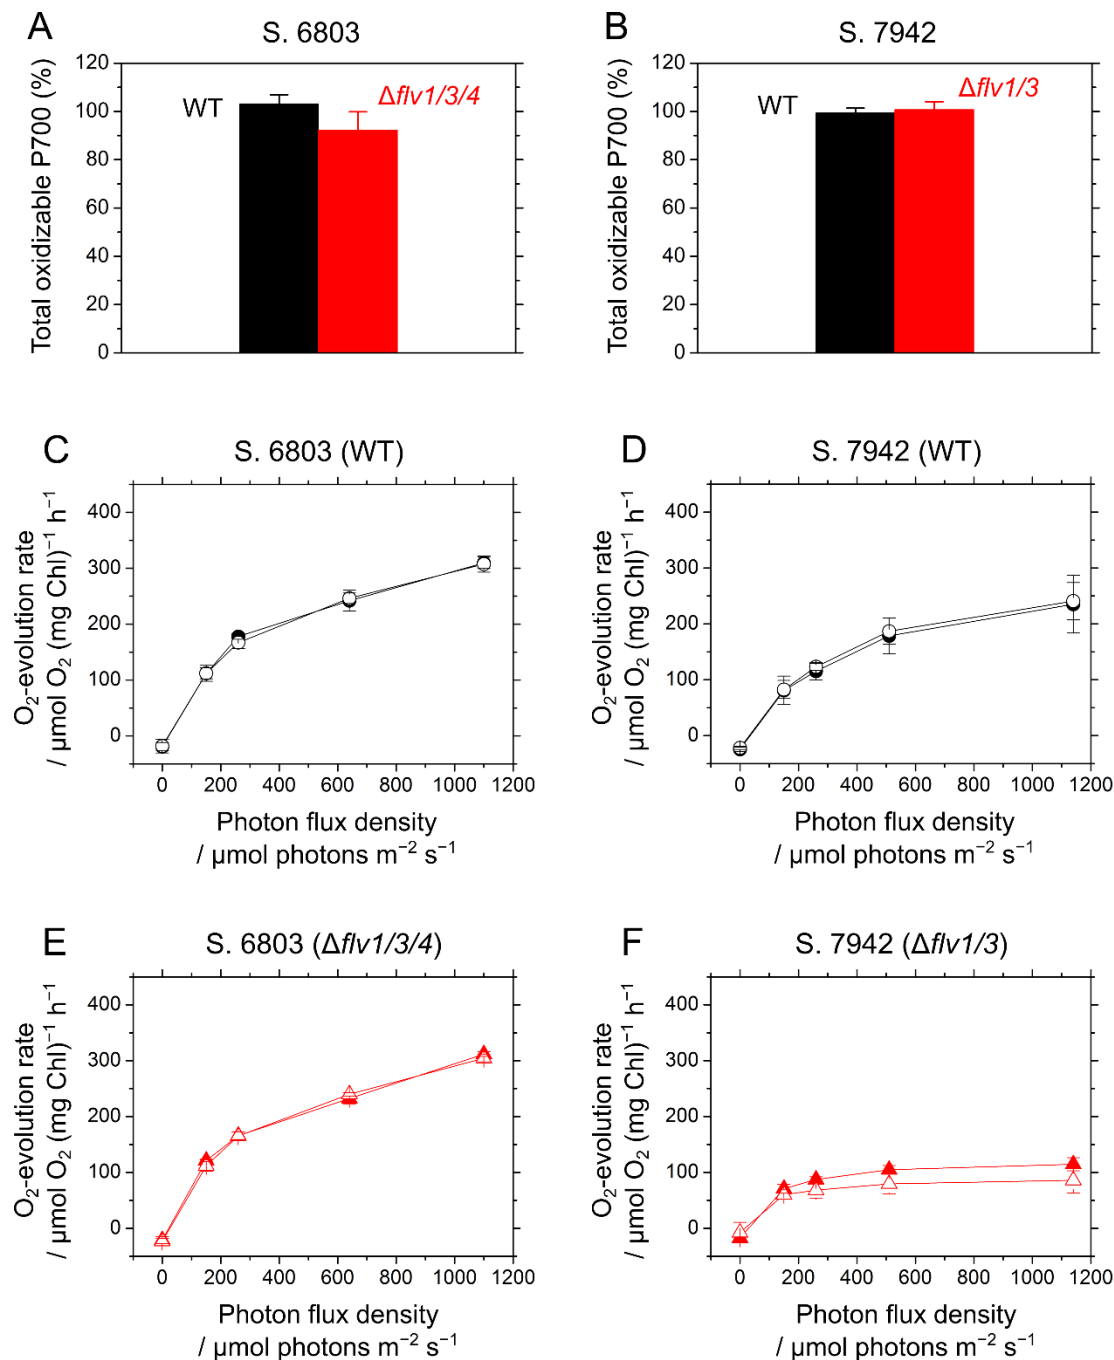 A
S. 6803
Total oxidizable P700 (%)
120
100
80
60
40
20
0
WT
Δflv1/3/4
B
S. 7942
Total oxidizable P700 (%)
120
100
80
60
40
20
0
WT
Δflv1/3
C
S. 6803 (WT)
O₂-evolution rate
/ µmol O₂ (mg Chl)⁻¹ h⁻¹
400
300
200
100
0
0 200 400 600 800 1000 1200
Photon flux density
/ µmol photons m⁻² s⁻¹
D
S. 7942 (WT)
O₂-evolution rate
/ µmol O₂ (mg Chl)⁻¹ h⁻¹
400
300
200
100
0
0 200 400 600 800 1000 1200
Photon flux density
/ µmol photons m⁻² s⁻¹
E
S. 6803 (Δflv1/3/4)
O₂-evolution rate
/ µmol O₂ (mg Chl)⁻¹ h⁻¹
400
300
200
100
0
0 200 400 600 800 1000 1200
Photon flux density
/ µmol photons m⁻² s⁻¹
F
S. 7942 (Δflv1/3)
O₂-evolution rate
/ µmol O₂ (mg Chl)⁻¹ h⁻¹
400
300
200
100
0
0 200 400 600 800 1000 1200
Photon flux density
/ µmol photons m⁻² s⁻¹